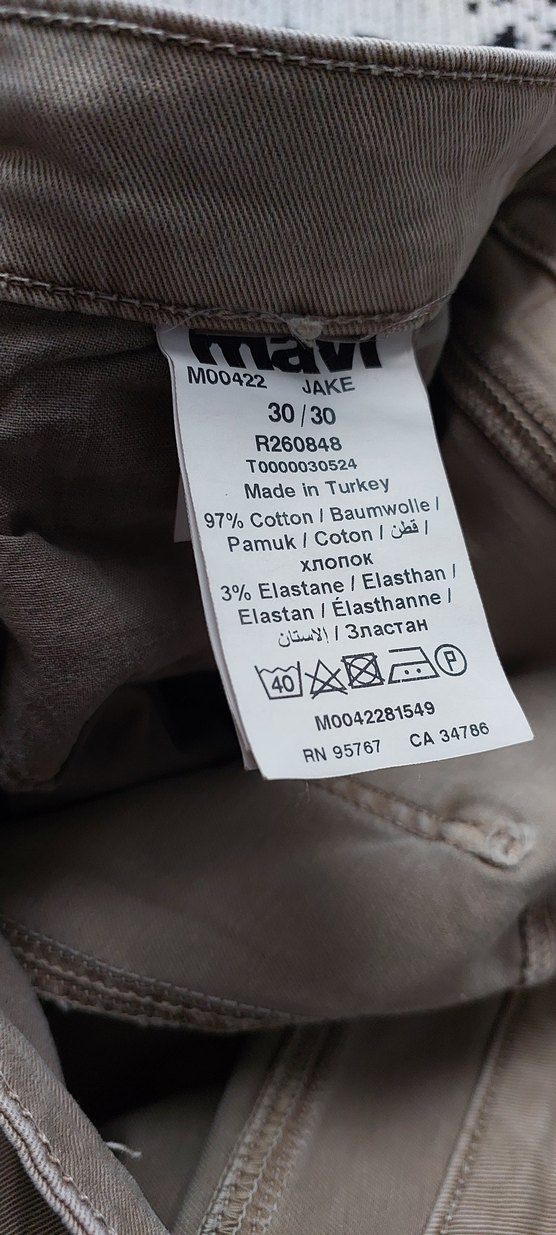 mavi
M00422 JAKE
30/30
R260848
T0000030524
Made in Turkey
97% Cotton / Baumwolle /
Pamuk / Coton / قطن /
хлопок
3% Elastane / Elasthan /
Elastan / Élasthanne /
الاستان / Эластан
40 P
M0042281549
RN 95767 CA 34786